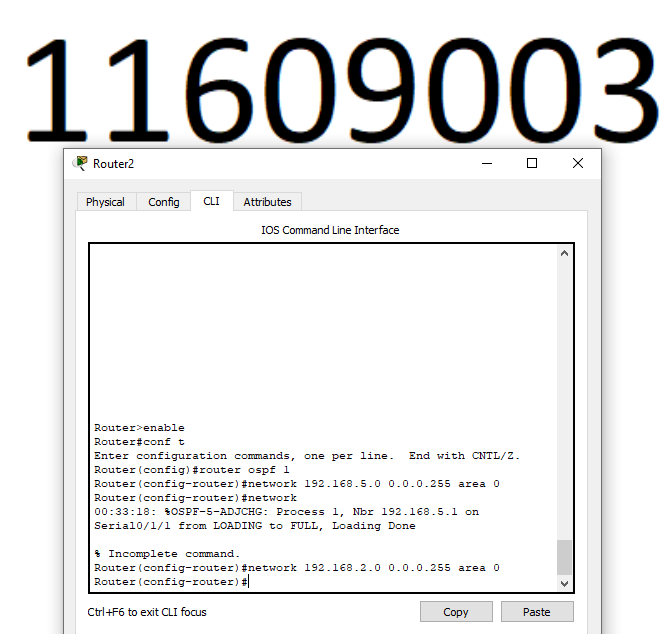 11609003
Router2
Physical Config CLI Attributes
IOS Command Line Interface
Router>enable
Router#conf t
Enter configuration commands, one per line.  End with CNTL/Z.
Router(config)#router ospf 1
Router(config-router)#network 192.168.5.0 0.0.0.255 area 0
Router(config-router)#network
00:33:18: %OSPF-5-ADJCHG: Process 1, Nbr 192.168.5.1 on
Serial0/1/1 from LOADING to FULL, Loading Done
% Incomplete command.
Router(config-router)#network 192.168.2.0 0.0.0.255 area 0
Router(config-router)#
Ctrl+F6 to exit CLI focus Copy Paste